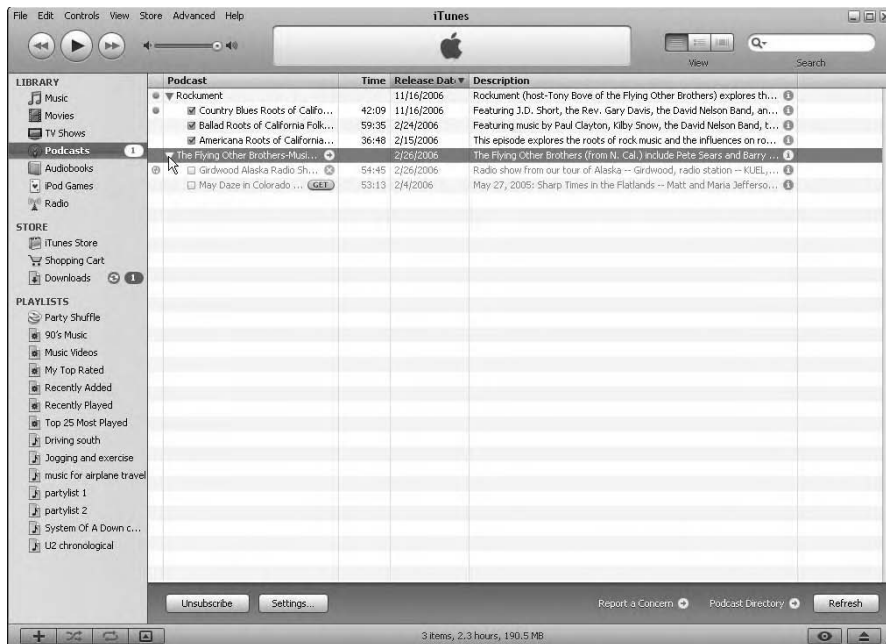 File Edit Controls View Store Advanced Help
iTunes
View
Search
LIBRARY
Music
Movies
TV Shows
Podcasts 1
Audiobooks
iPod Games
Radio
STORE
iTunes Store
Shopping Cart
Downloads 1
PLAYLISTS
Party Shuffle
90's Music
Music Videos
My Top Rated
Recently Added
Recently Played
Top 25 Most Played
Driving south
Jogging and exercise
music for airplane travel
partylist 1
partylist 2
System Of A Down c...
U2 chronological
Podcast Time Release Dat Description
Rockument 11/16/2006 Rockument (host-Tony Bove of the Flying Other Brothers) explores th...
Country Blues Roots of Califo... 42:09 11/16/2006 Featuring J.D. Short, the Rev. Gary Davis, the David Nelson Band, an...
Ballad Roots of California Folk... 59:35 2/24/2006 Featuring music by Paul Clayton, Kilby Snow, the David Nelson Band, t...
Americana Roots of California... 36:48 2/15/2006 This episode explores the roots of rock music and the influences on ro...
The Flying Other Brothers-Musi... 2/26/2006 The Flying Other Brothers (from N. Cal.) include Pete Sears and Barry ...
Girdwood Alaska Radio Sh... 54:45 2/26/2006 Radio show from our tour of Alaska -- Girdwood, radio station -- KUEL,...
May Daze in Colorado ... GET 53:13 2/4/2006 May 27, 2005: Sharp Times in the Flatlands -- Matt and Maria Jefferso...
Unsubscribe Settings... Report a Concern Podcast Directory Refresh
3 items, 2.3 hours, 190.5 MB